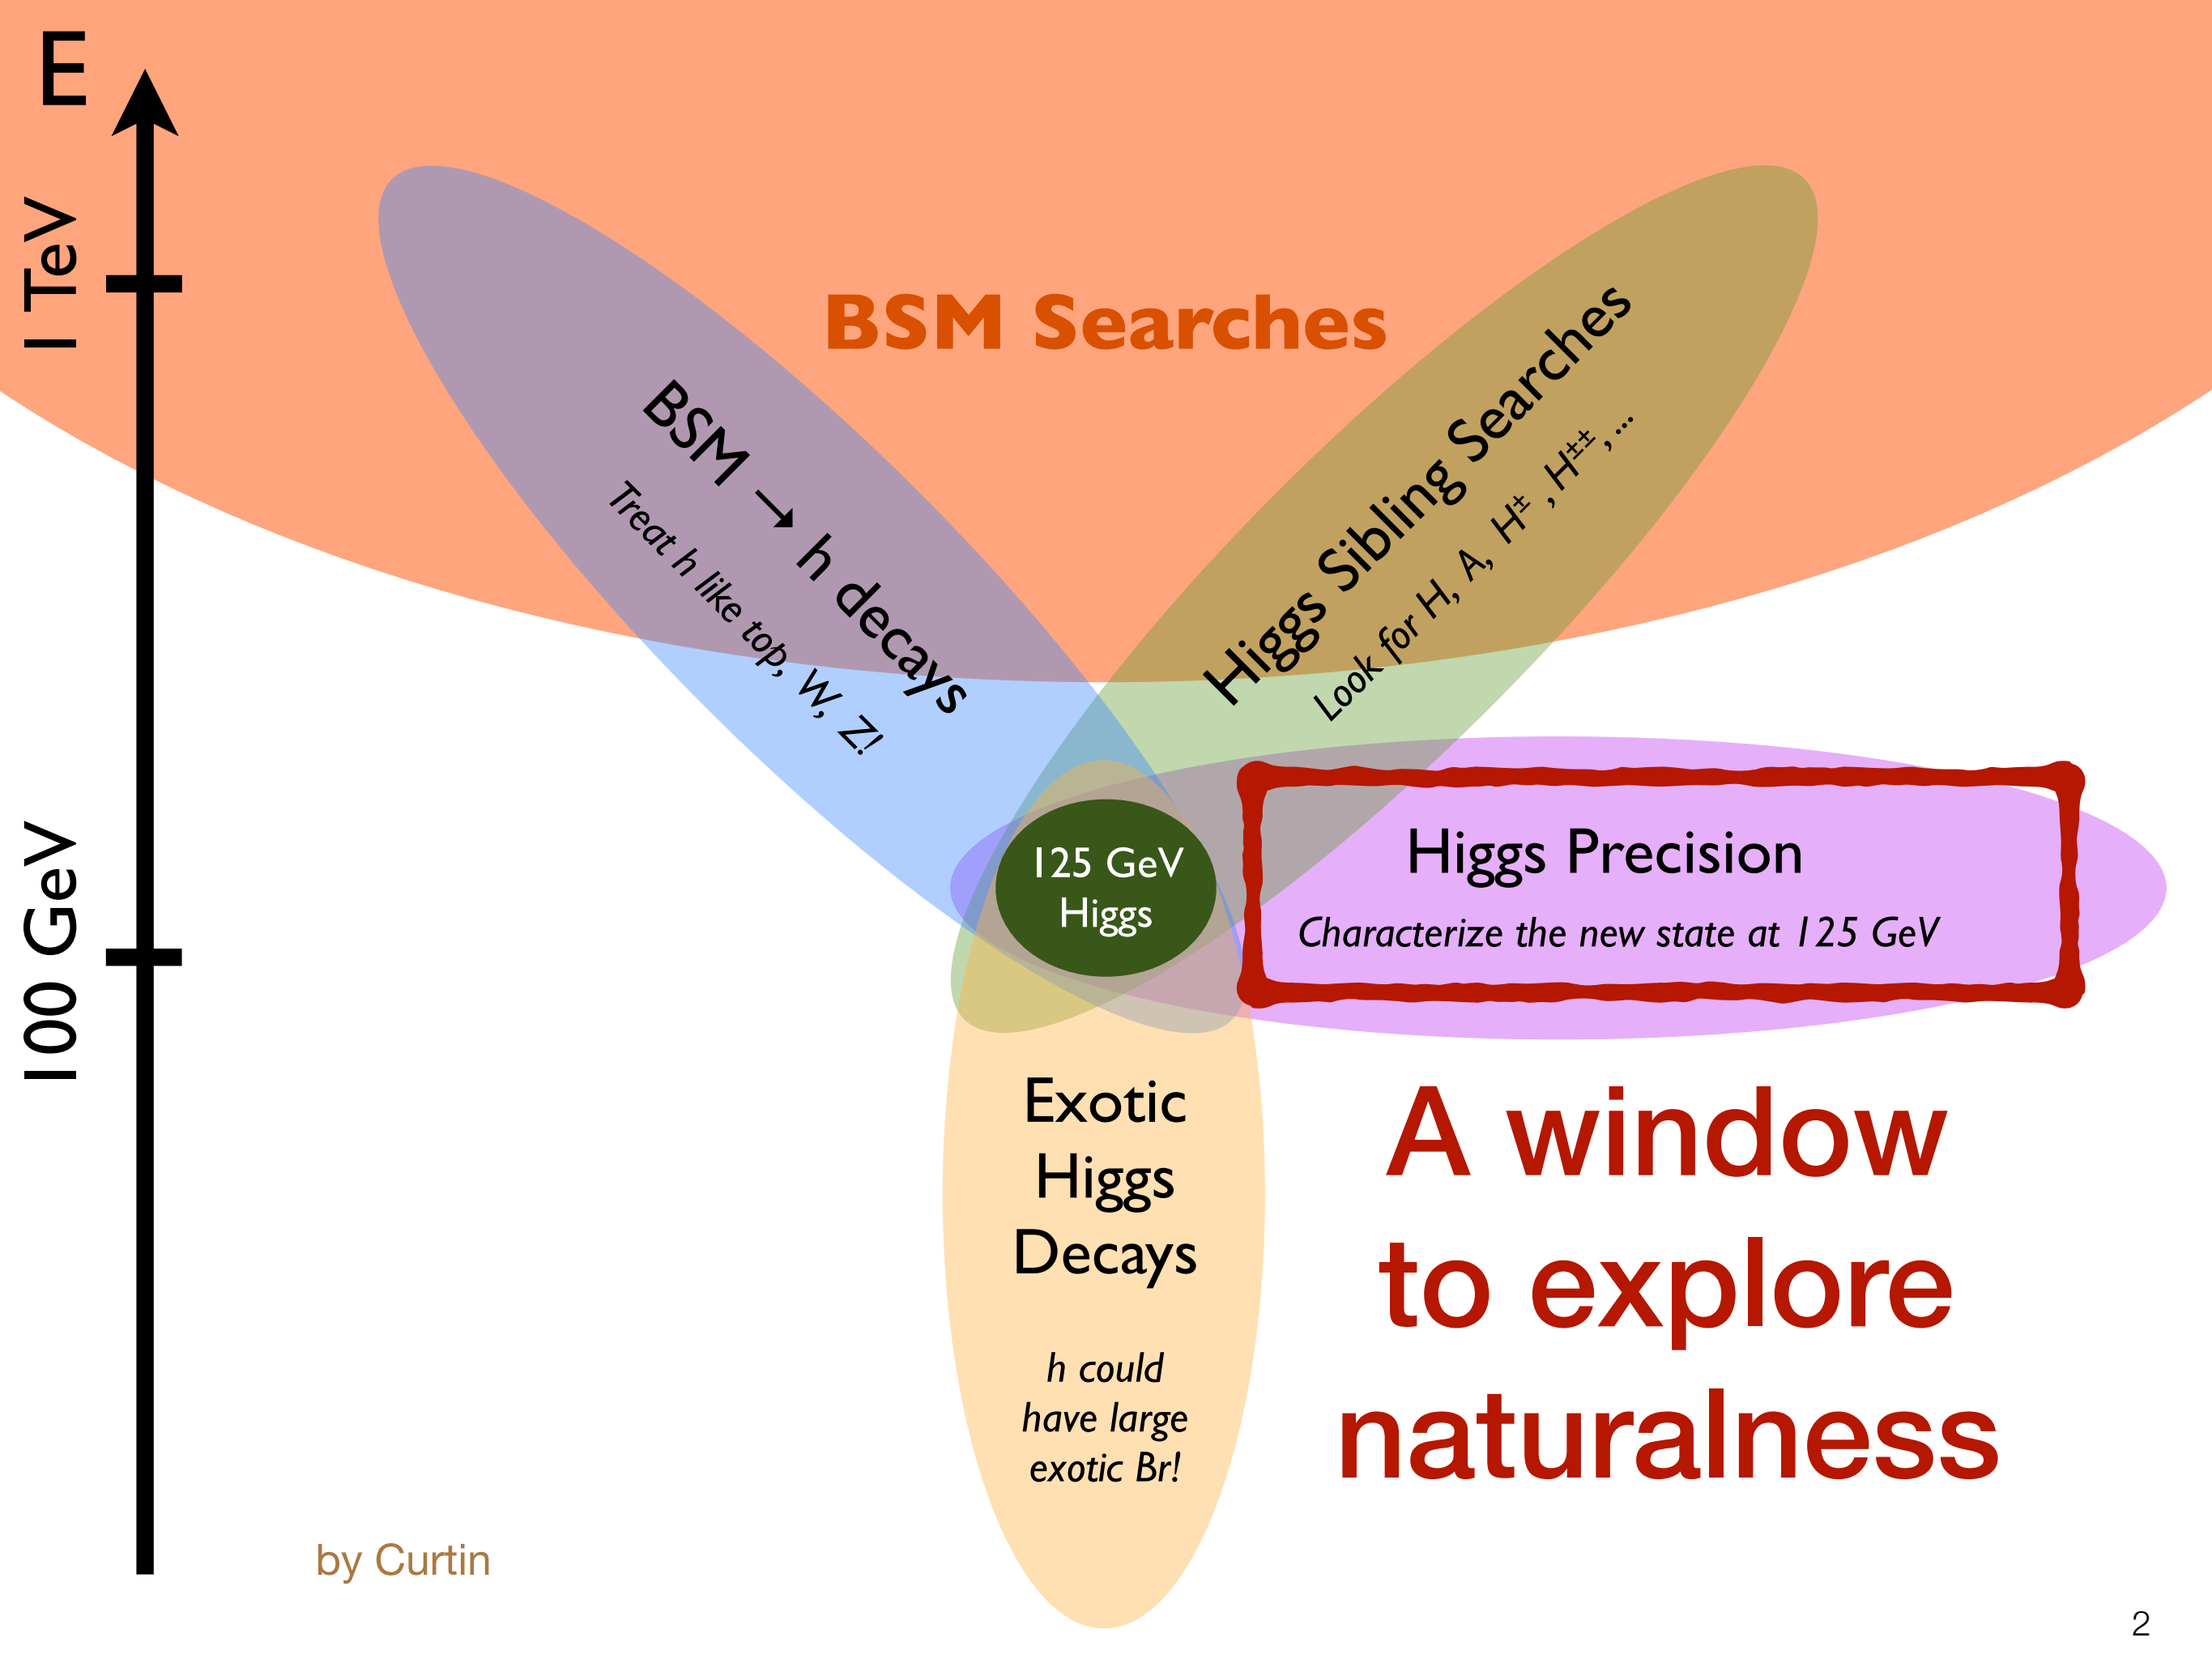 E
1 TeV
100 GeV
BSM Searches
BSM → h decays
Treat h like top, W, Z!
Higgs Sibling Searches
Look for H, A, H±, H±±, ...
125 GeV
Higgs
Higgs Precision
Characterize the new state at 125 GeV
Exotic
Higgs
Decays
h could
have large
exotic Br!
A window
to explore
naturalness
by Curtin
2